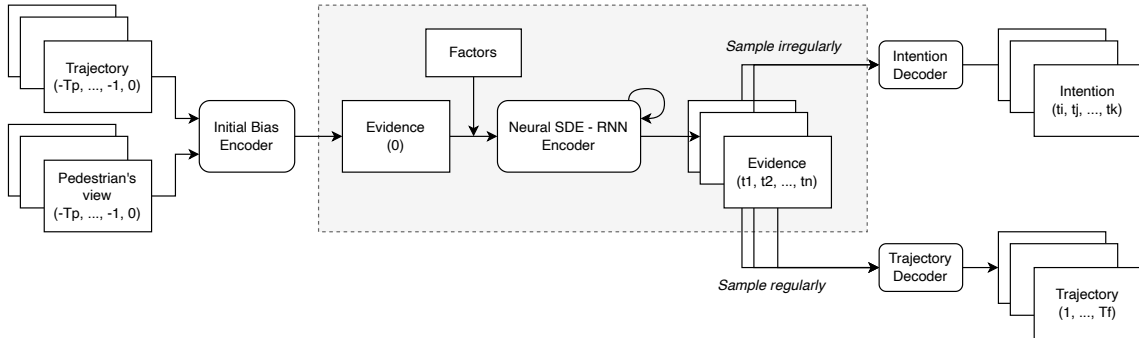 Trajectory
(-Tp, ..., -1, 0)
Pedestrian's
view
(-Tp, ..., -1, 0)
Initial Bias
Encoder
Factors
Evidence
(0)
Neural SDE - RNN
Encoder
Sample irregularly
Evidence
(t1, t2, ..., tn)
Sample regularly
Intention
Decoder
Intention
(ti, tj, ..., tk)
Trajectory
Decoder
Trajectory
(1, ..., Tf)